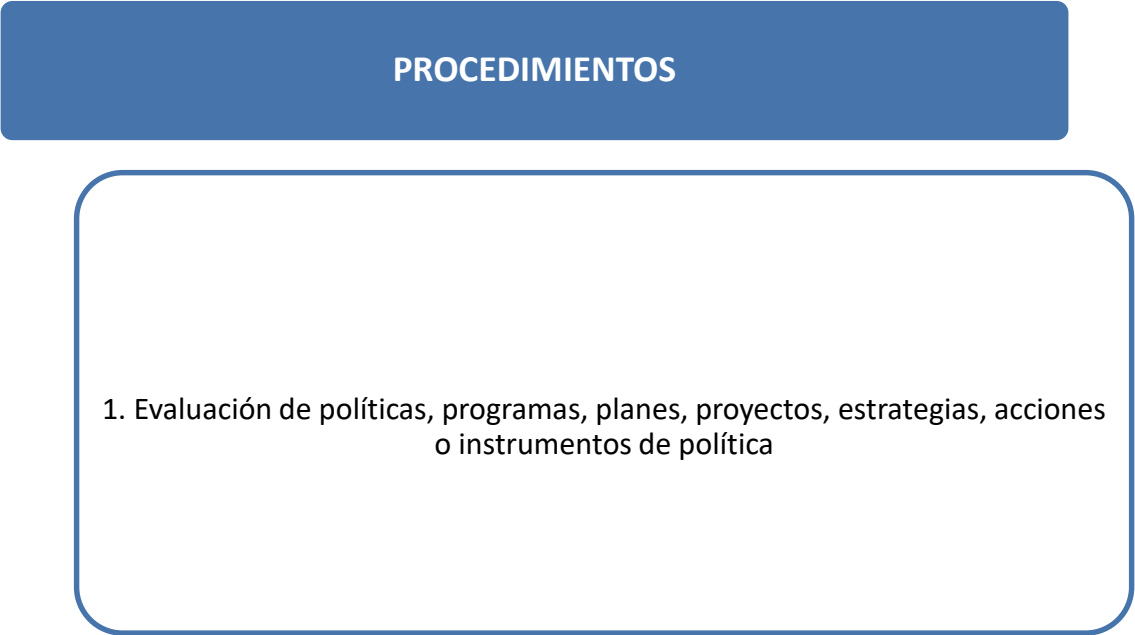 PROCEDIMIENTOS
1. Evaluación de políticas, programas, planes, proyectos, estrategias, acciones
o instrumentos de política